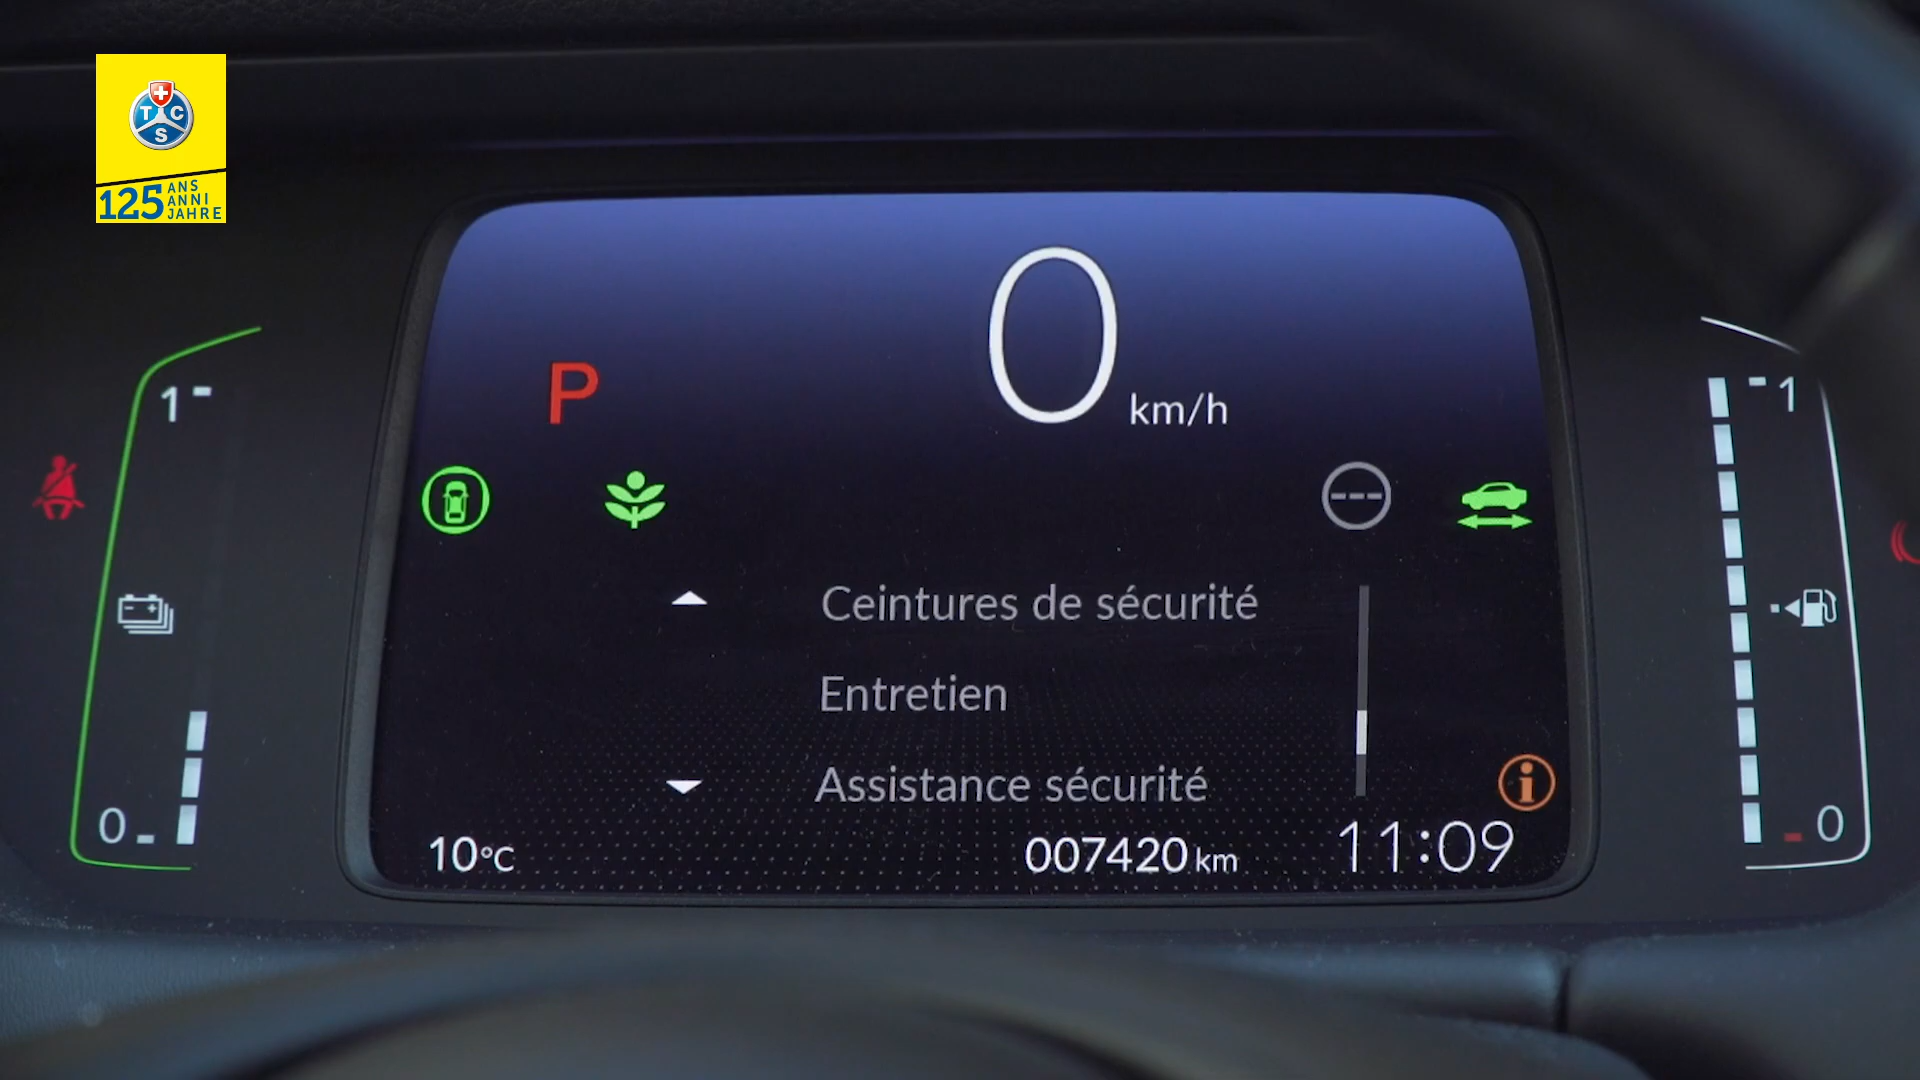 TCS
125 ANS
ANNI
JAHRE
0 km/h
P
1
1
Ceintures de sécurité
Entretien
Assistance sécurité
0
0
10°C
007420 km
11:09